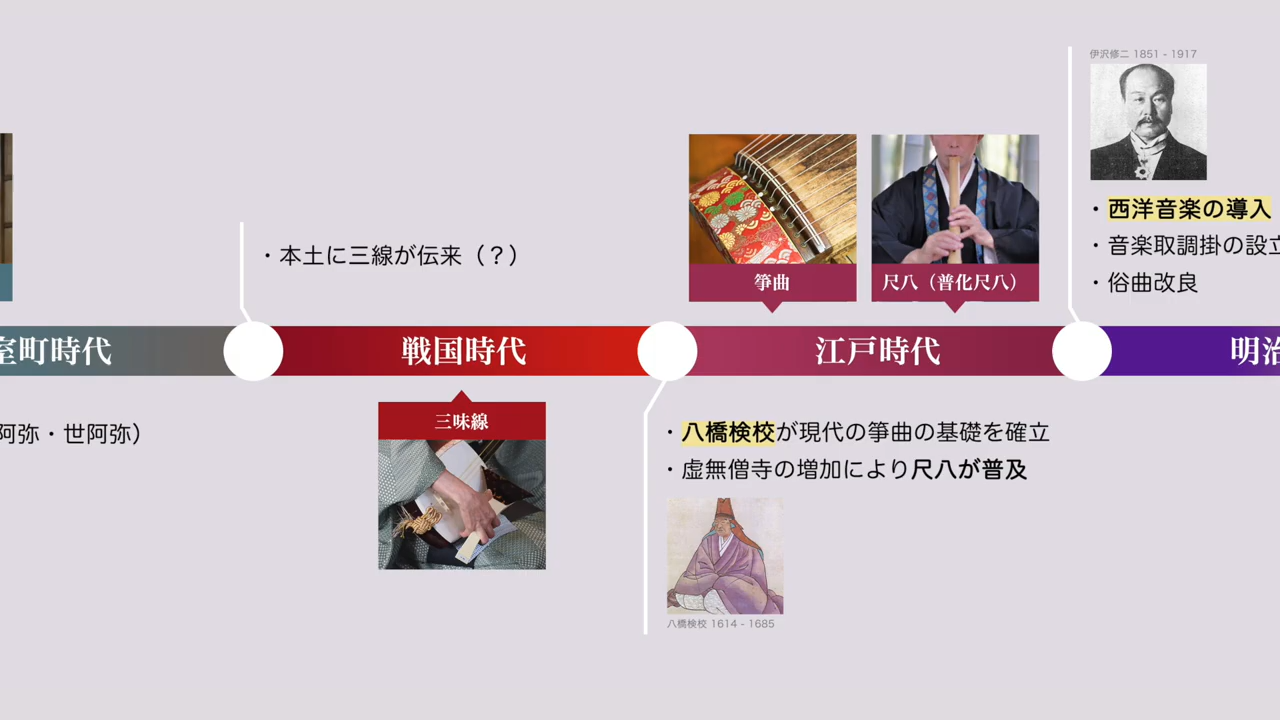 伊沢修二 1851 - 1917
・西洋音楽の導入
・音楽取調掛の設立
・俗曲改良
・本土に三線が伝来（？）
箏曲
尺八（普化尺八）
室町時代
戦国時代
江戸時代
明治
三味線
阿弥・世阿弥）
・八橋検校が現代の箏曲の基礎を確立
・虚無僧寺の増加により尺八が普及
八橋検校 1614 - 1685